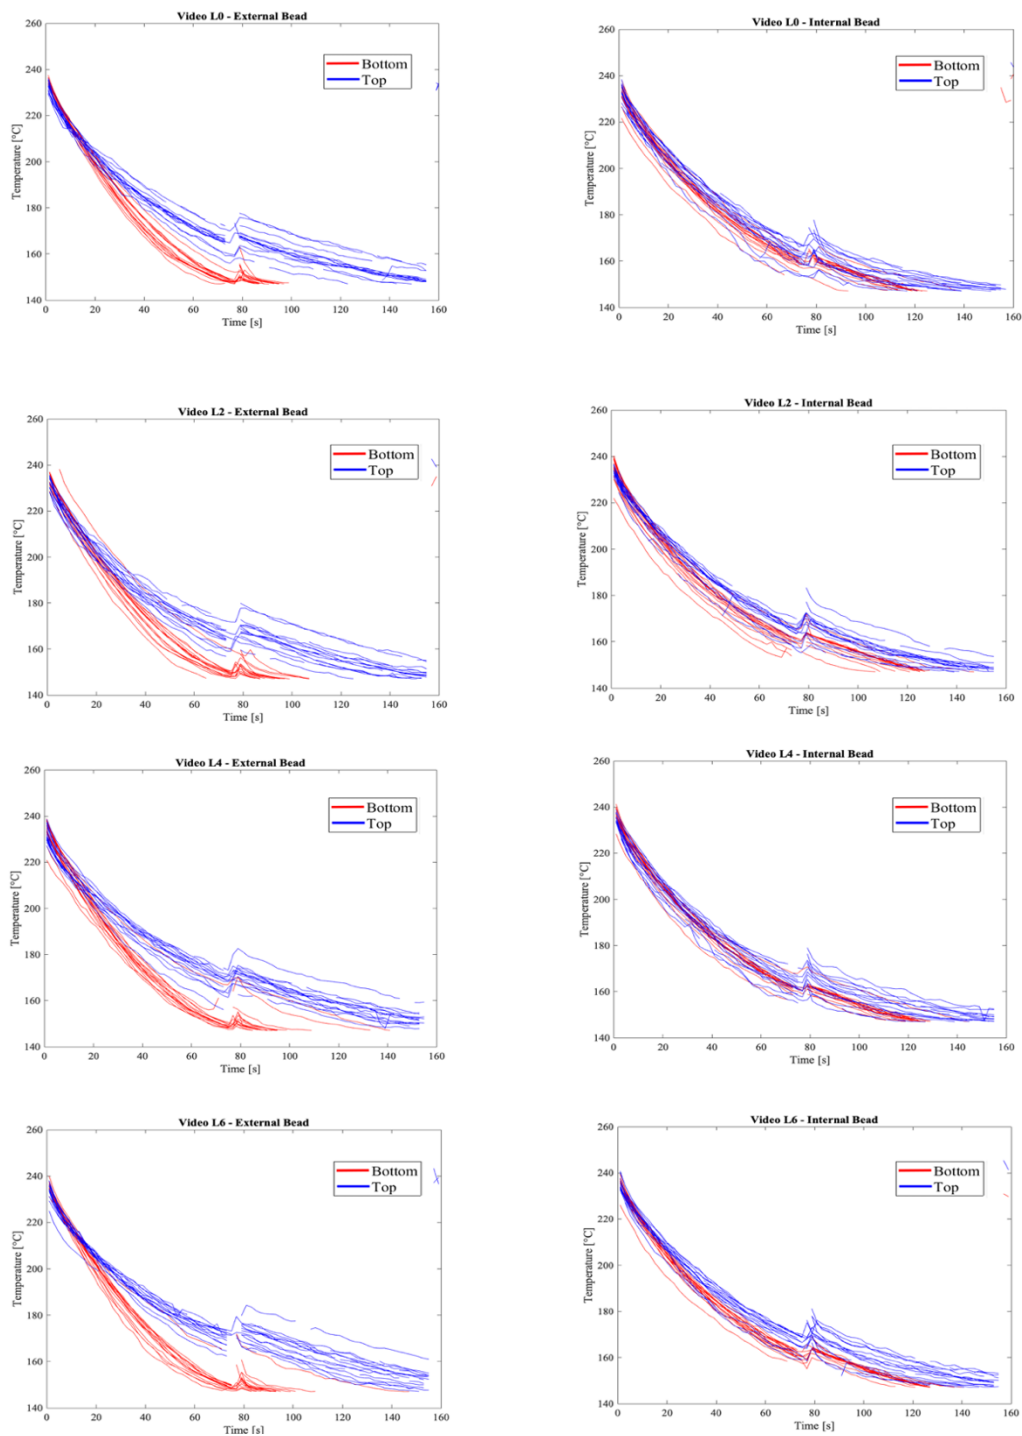 Video L0 - External Bead
260
240
220
200
180
160
140
Temperature [°C]
Bottom
Top
0 20 40 60 80 100 120 140 160
Time [s]
Video L0 - Internal Bead
260
240
220
200
180
160
140
Temperature [°C]
Bottom
Top
0 20 40 60 80 100 120 140 160
Time [s]
Video L2 - External Bead
260
240
220
200
180
160
140
Temperature [°C]
Bottom
Top
0 20 40 60 80 100 120 140 160
Time [s]
Video L2 - Internal Bead
260
240
220
200
180
160
140
Temperature [°C]
Bottom
Top
0 20 40 60 80 100 120 140 160
Time [s]
Video L4 - External Bead
260
240
220
200
180
160
140
Temperature [°C]
Bottom
Top
0 20 40 60 80 100 120 140 160
Time [s]
Video L4 - Internal Bead
260
240
220
200
180
160
140
Temperature [°C]
Bottom
Top
0 20 40 60 80 100 120 140 160
Time [s]
Video L6 - External Bead
260
240
220
200
180
160
140
Temperature [°C]
Bottom
Top
0 20 40 60 80 100 120 140 160
Time [s]
Video L6 - Internal Bead
260
240
220
200
180
160
140
Temperature [°C]
Bottom
Top
0 20 40 60 80 100 120 140 160
Time [s]